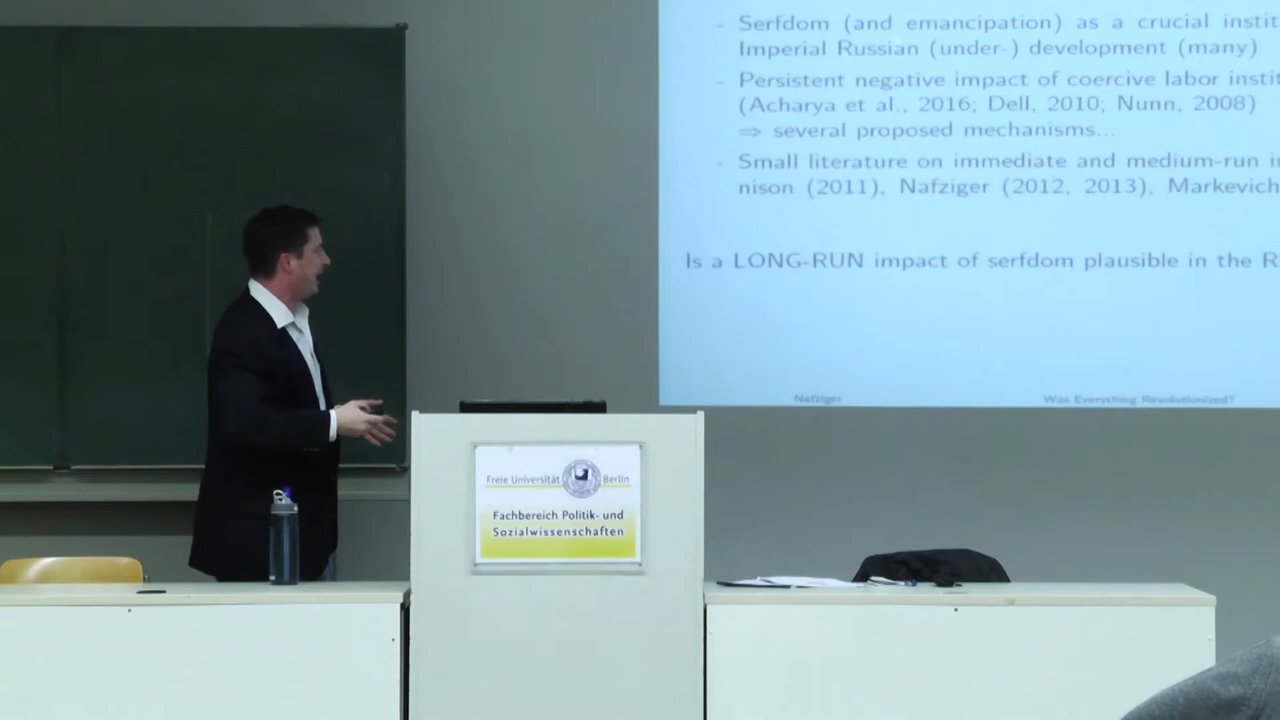 - Serfdom (and emancipation) as a crucial instit
Imperial Russian (under-) development (many)
- Persistent negative impact of coercive labor instit
(Acharya et al., 2016; Dell, 2010; Nunn, 2008)
⇒ several proposed mechanisms...
- Small literature on immediate and medium-run i
nison (2011), Nafziger (2012, 2013), Markevich
Is a LONG-RUN impact of serfdom plausible in the R
Nafziger
Was Everything Revolutionized?
Freie Universität Berlin
Fachbereich Politik- und
Sozialwissenschaften